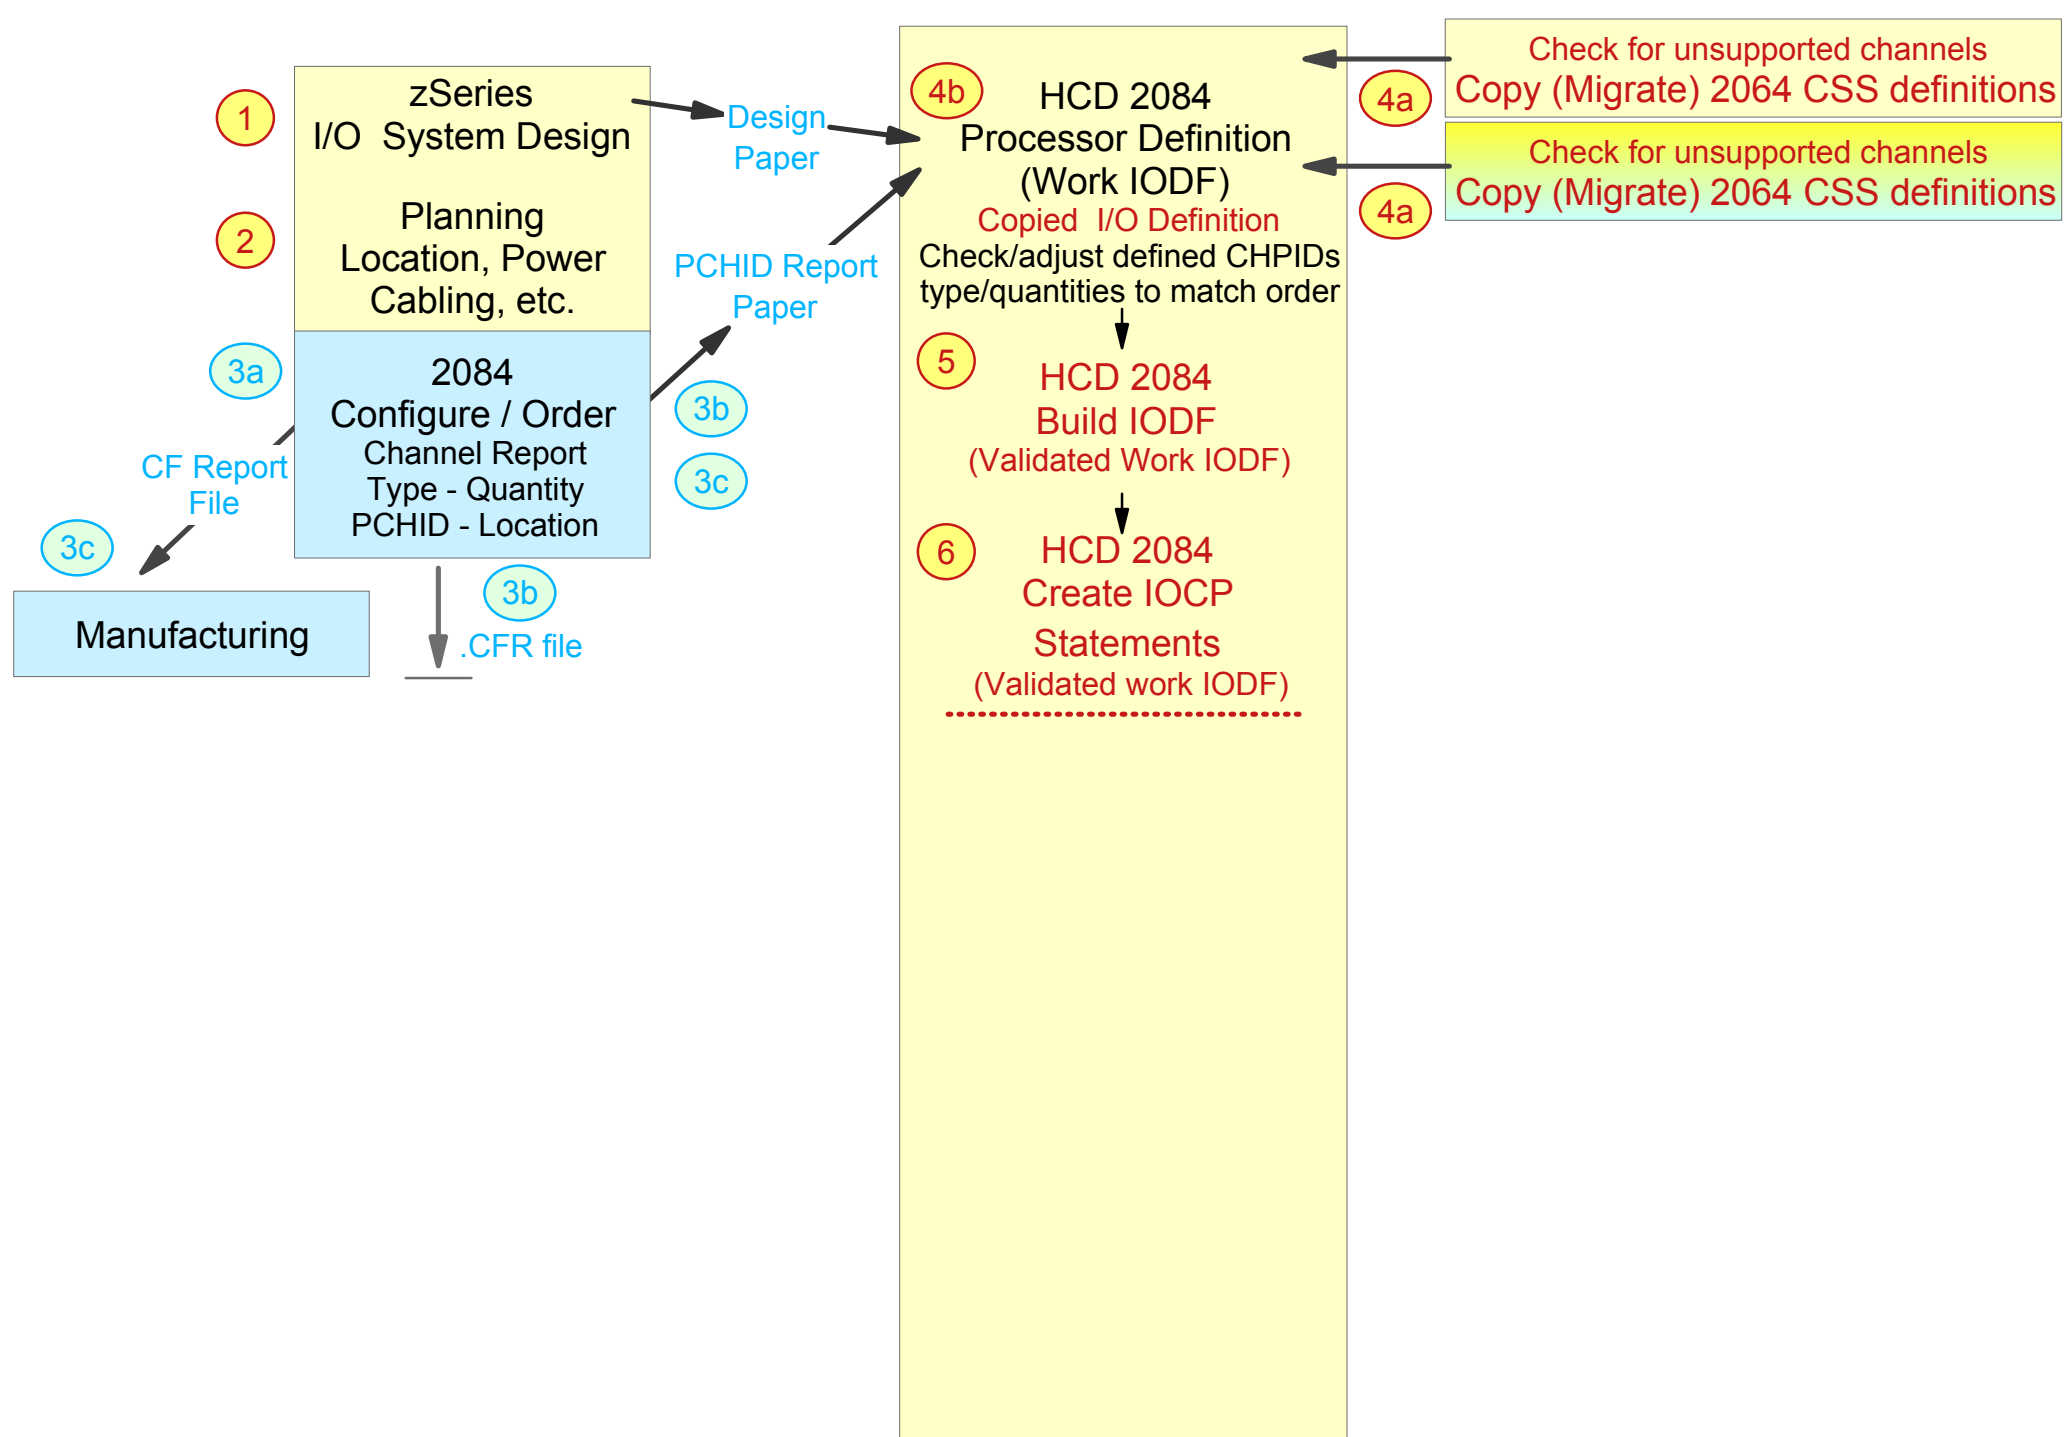 1
zSeries
I/O  System Design
2
Planning
Location, Power
Cabling, etc.
3a
2084
Configure / Order
Channel Report
Type - Quantity
PCHID - Location
CF Report
File
3c
Manufacturing
3b
.CFR file
Design
Paper
PCHID Report
Paper
3b
3c
4b
HCD 2084
Processor Definition
(Work IODF)
Copied  I/O Definition
Check/adjust defined CHPIDs
type/quantities to match order
5
HCD 2084
Build IODF
(Validated Work IODF)
6
HCD 2084
Create IOCP
Statements
(Validated work IODF)
Check for unsupported channels
Copy (Migrate) 2064 CSS definitions
4a
Check for unsupported channels
Copy (Migrate) 2064 CSS definitions
4a